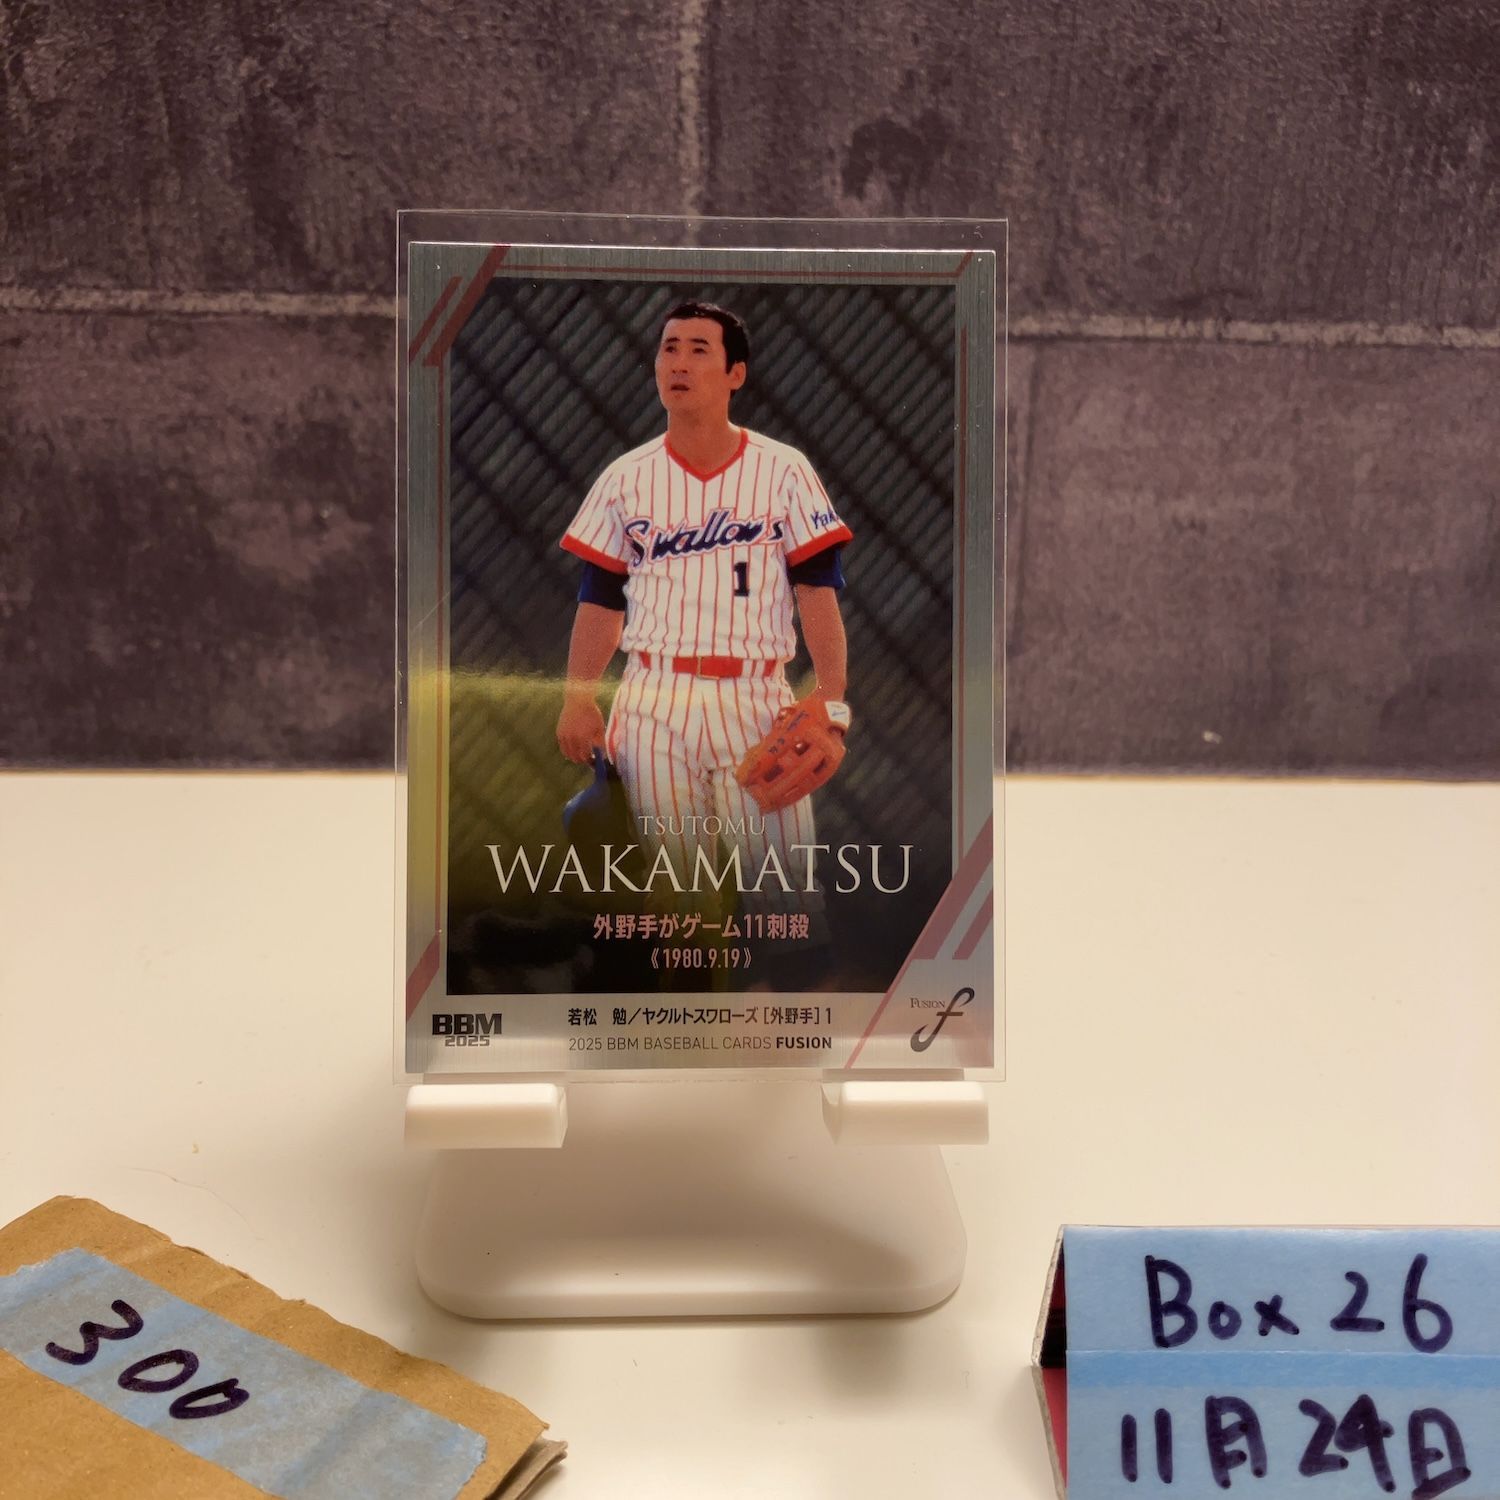 Swallows
Yak
1
TSUTOMU
WAKAMATSU
外野手がゲーム11刺殺
《1980.9.19》
若松 勉／ヤクルトスワローズ [外野手] 1
BBM
2025
2025 BBM BASEBALL CARDS FUSION
FUSION
f
300
Box 26
11月24日